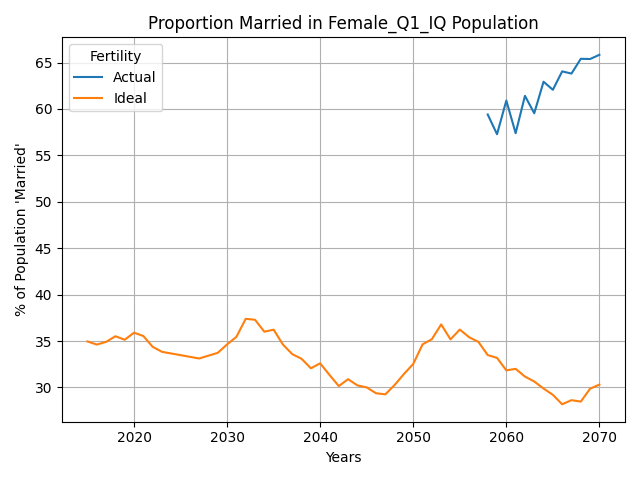 Proportion Married in Female_Q1_IQ Population
Fertility
Actual
Ideal
% of Population 'Married'
65
60
55
50
45
40
35
30
2020 2030 2040 2050 2060 2070
Years